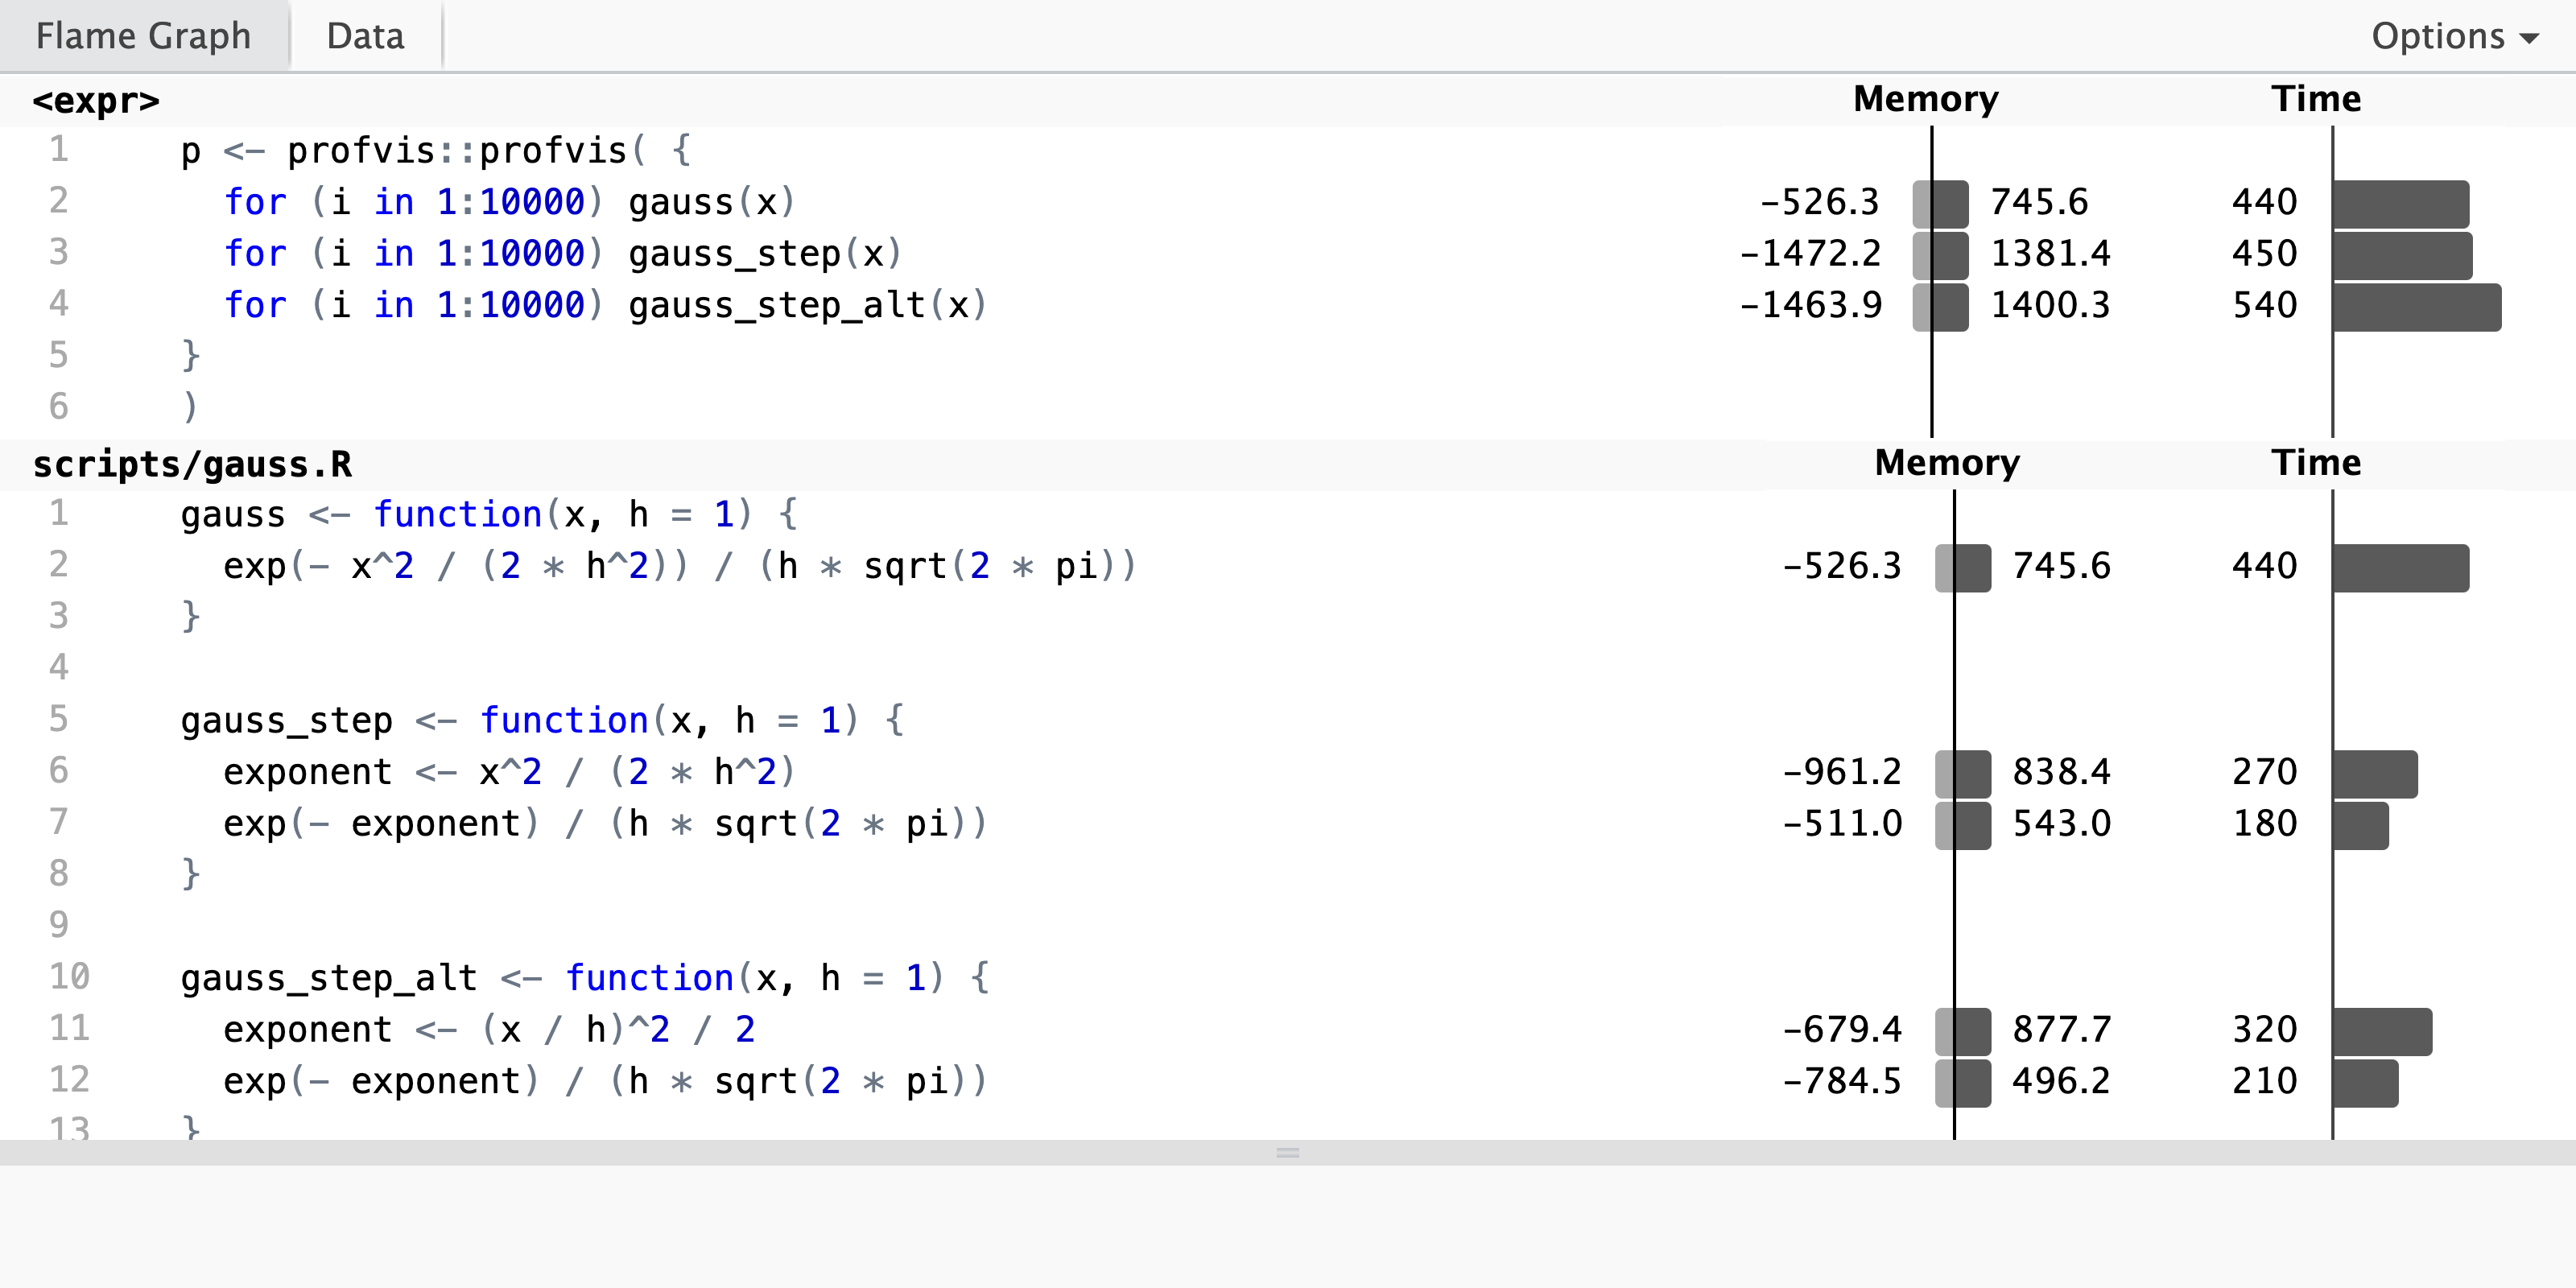 Flame Graph Data Options
<expr> Memory Time
1 p <- profvis::profvis( {
2 for (i in 1:10000) gauss(x) -526.3 745.6 440
3 for (i in 1:10000) gauss_step(x) -1472.2 1381.4 450
4 for (i in 1:10000) gauss_step_alt(x) -1463.9 1400.3 540
5 }
6 )
scripts/gauss.R Memory Time
1 gauss <- function(x, h = 1) {
2 exp(- x^2 / (2 * h^2)) / (h * sqrt(2 * pi)) -526.3 745.6 440
3 }
4
5 gauss_step <- function(x, h = 1) {
6 exponent <- x^2 / (2 * h^2) -961.2 838.4 270
7 exp(- exponent) / (h * sqrt(2 * pi)) -511.0 543.0 180
8 }
9
10 gauss_step_alt <- function(x, h = 1) {
11 exponent <- (x / h)^2 / 2 -679.4 877.7 320
12 exp(- exponent) / (h * sqrt(2 * pi)) -784.5 496.2 210
13 }